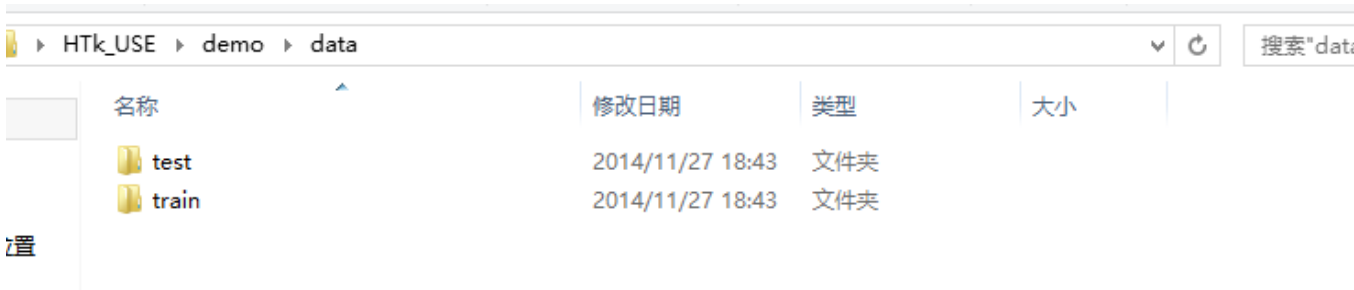 HTk_USE demo data 搜索"data
名称 修改日期 类型 大小
test 2014/11/27 18:43 文件夹
train 2014/11/27 18:43 文件夹
位置